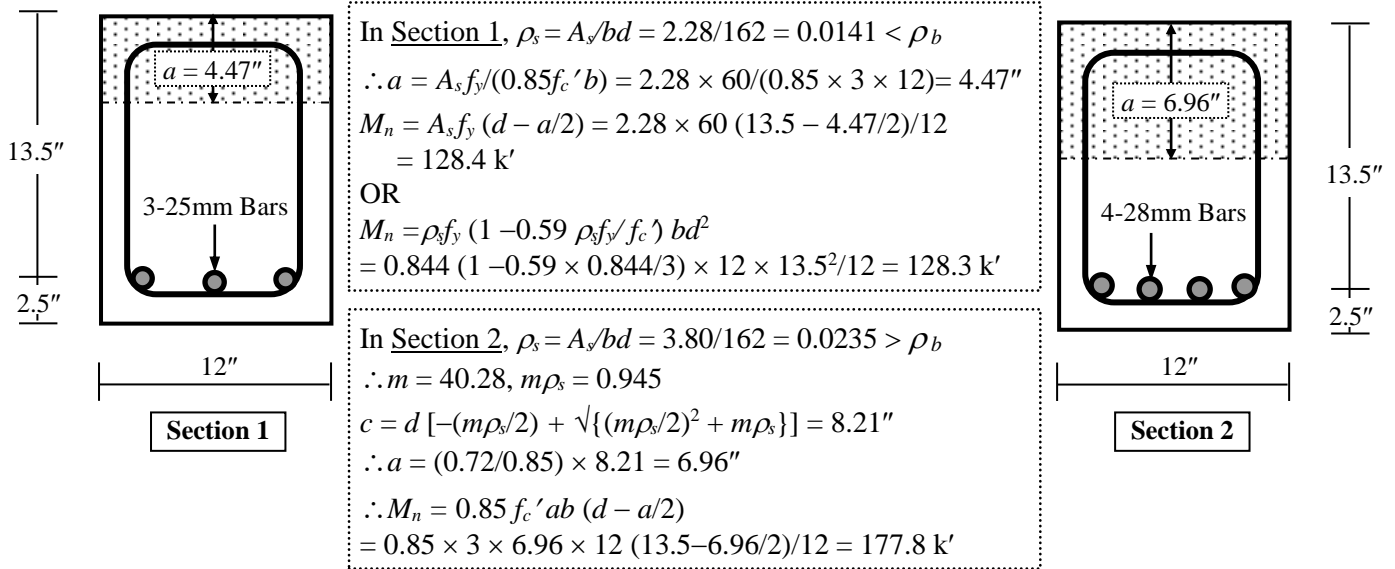 13.5″
2.5″
a = 4.47″
3-25mm Bars
12″
Section 1
In Section 1, ρs = As/bd = 2.28/162 = 0.0141 < ρb
∴a = Asfy/(0.85fc′b) = 2.28 × 60/(0.85 × 3 × 12)= 4.47″
Mn = Asfy (d – a/2) = 2.28 × 60 (13.5 – 4.47/2)/12
= 128.4 k′
OR
Mn =ρsfy (1 –0.59 ρsfy/fc′) bd²
= 0.844 (1 –0.59 × 0.844/3) × 12 × 13.5²/12 = 128.3 k′
In Section 2, ρs = As/bd = 3.80/162 = 0.0235 > ρb
∴m = 40.28, mρs = 0.945
c = d [–(mρs/2) + √{(mρs/2)² + mρs}] = 8.21″
∴a = (0.72/0.85) × 8.21 = 6.96″
∴Mn = 0.85 fc′ab (d – a/2)
= 0.85 × 3 × 6.96 × 12 (13.5–6.96/2)/12 = 177.8 k′
a = 6.96″
4-28mm Bars
13.5″
2.5″
12″
Section 2